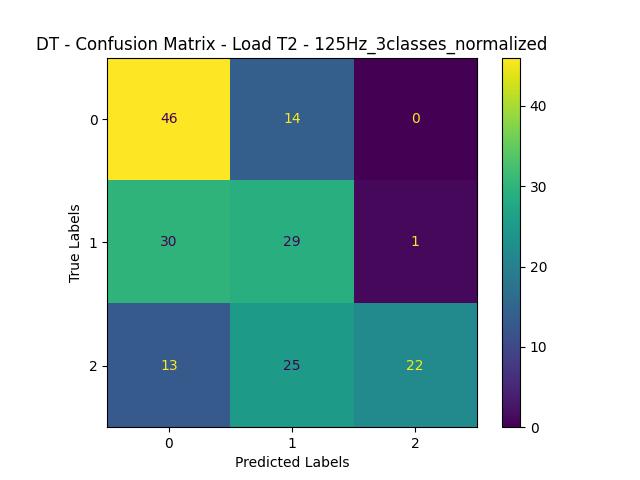 DT - Confusion Matrix - Load T2 - 125Hz_3classes_normalized
0 46 14 0
1 30 29 1
2 13 25 22
0 1 2
Predicted Labels
True Labels
40
30
20
10
0